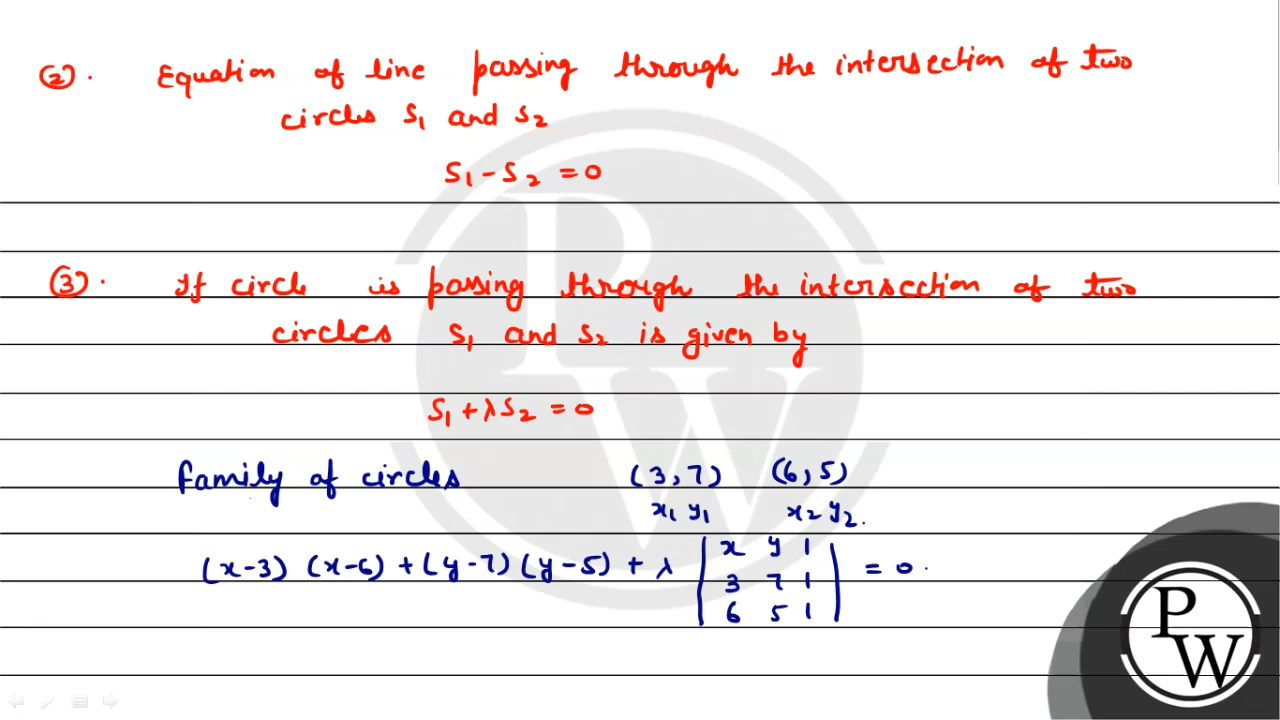 (2). Equation of line passing through the intersection of two
circles S₁ and S₂
S₁ - S₂ = 0
(3). If circle is passing through the intersection of two
circles S₁ and S₂ is given by
S₁ + λS₂ = 0
Family of circles (3, 7) (6, 5)
x₁ y₁ x₂ y₂.
(x-3) (x-6) + (y-7) (y-5) + λ | x y 1 | = 0.
| 3 7 1 |
| 6 5 1 |
PW
PW